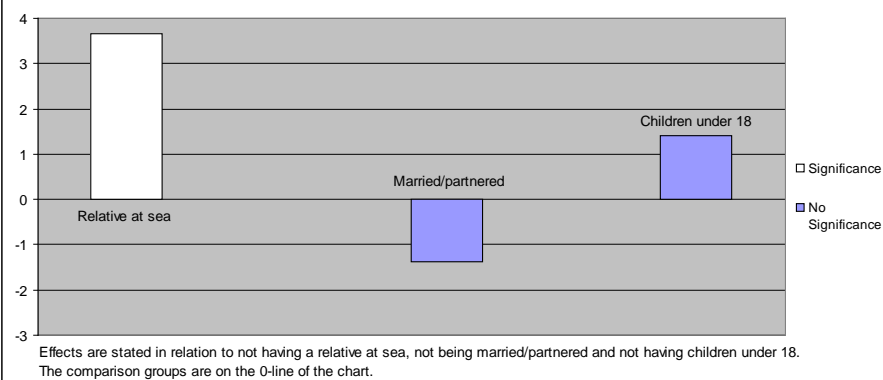 4
3
2
1
0
-1
-2
-3
Relative at sea
Married/partnered
Children under 18
Significance
No
Significance
Effects are stated in relation to not having a relative at sea, not being married/partnered and not having children under 18.
The comparison groups are on the 0-line of the chart.